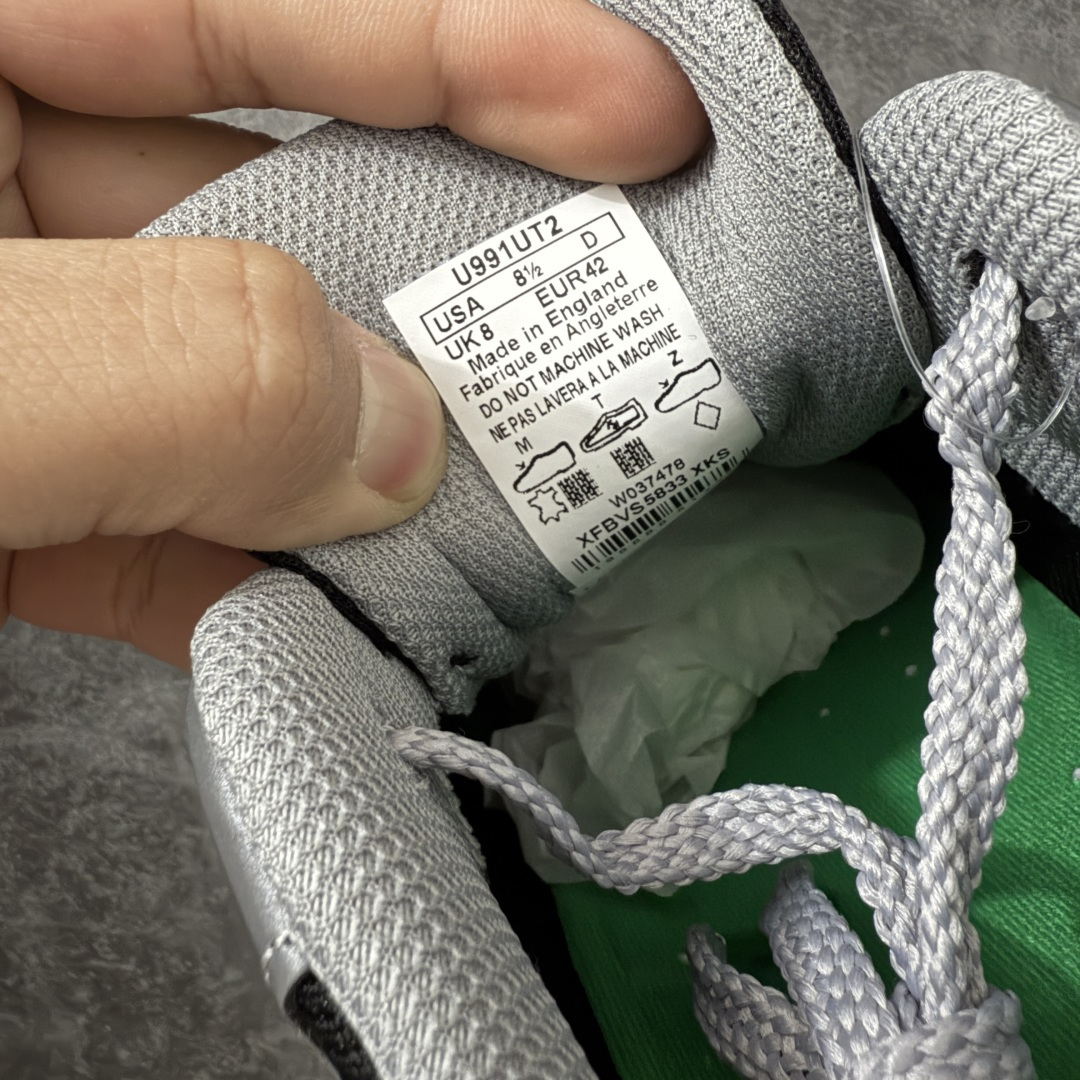 U991UT2
USA 8½ D
UK 8 EUR 42
Made in England
Fabrique en Angleterre
DO NOT MACHINE WASH
NE PAS LAVERA A LA MACHINE
M T Z
W037478
XFBVS5833 XKS